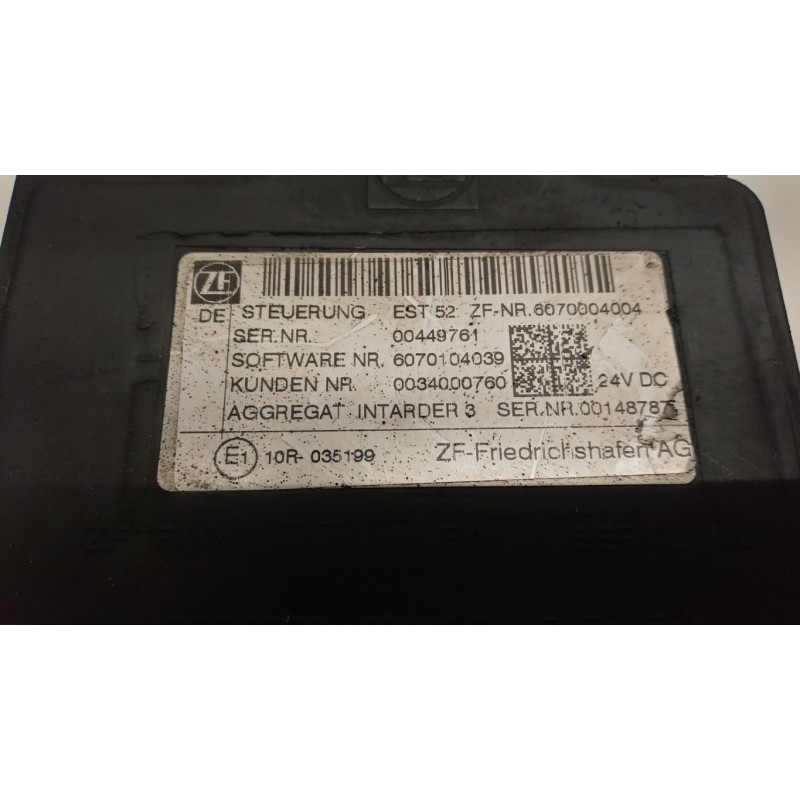 ZF
DE STEUERUNG EST 52 ZF-NR.6070004004
SER.NR. 00449761
SOFTWARE NR. 6070104039
KUNDEN NR. 0034000760 24V DC
AGGREGAT INTARDER 3 SER.NR.00148787
E1 10R- 035199 ZF-Friedrichshafen AG
ZF